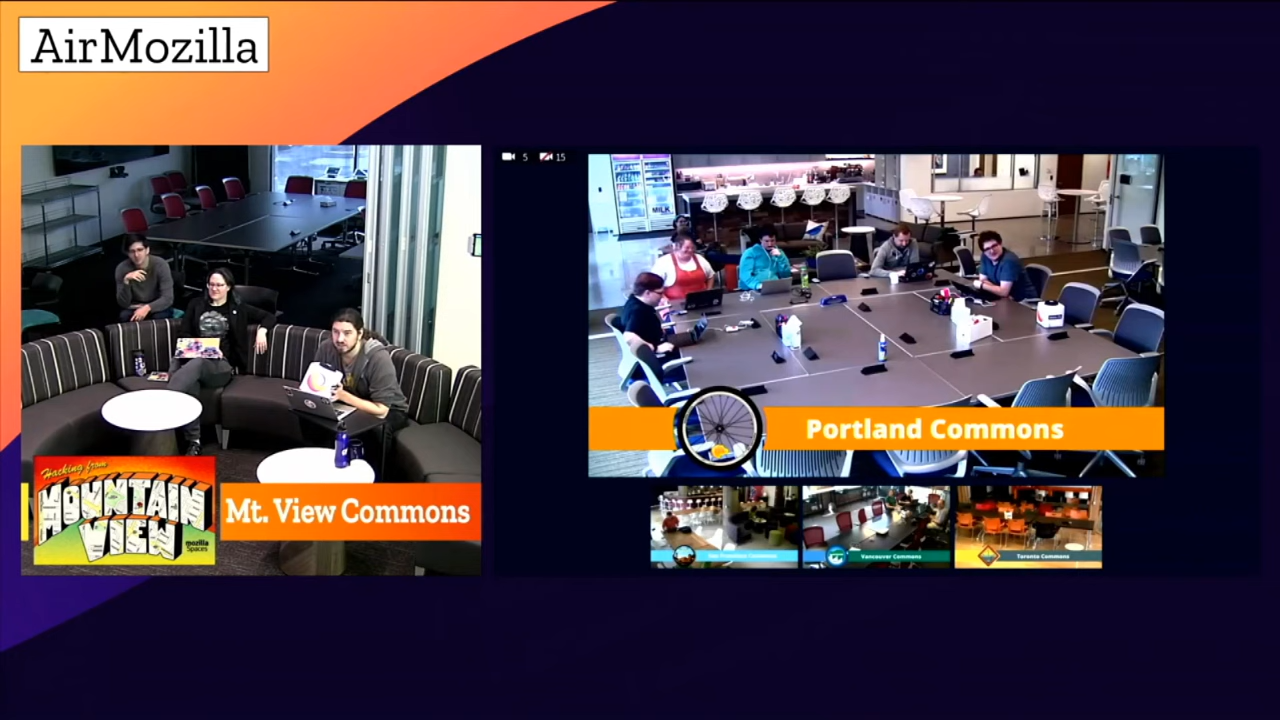 AirMozilla
5
15
MILK
Portland Commons
Hacking from
MOUNTAIN
VIEW
mozilla
Spaces
Mt. View Commons
San Francisco Commons
Vancouver Commons
Toronto Commons